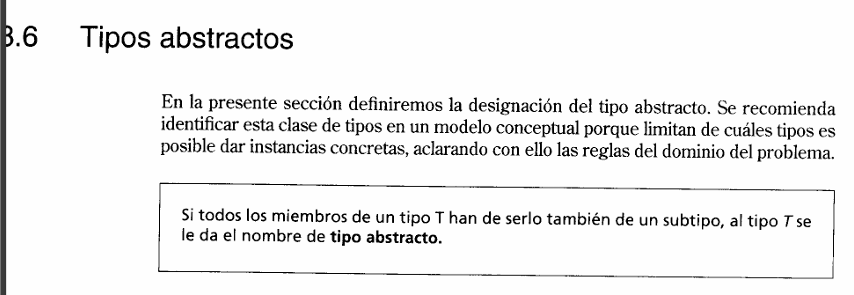 3.6 Tipos abstractos
En la presente sección definiremos la designación del tipo abstracto. Se recomienda
identificar esta clase de tipos en un modelo conceptual porque limitan de cuáles tipos es
posible dar instancias concretas, aclarando con ello las reglas del dominio del problema.
Si todos los miembros de un tipo T han de serlo también de un subtipo, al tipo T se
le da el nombre de tipo abstracto.